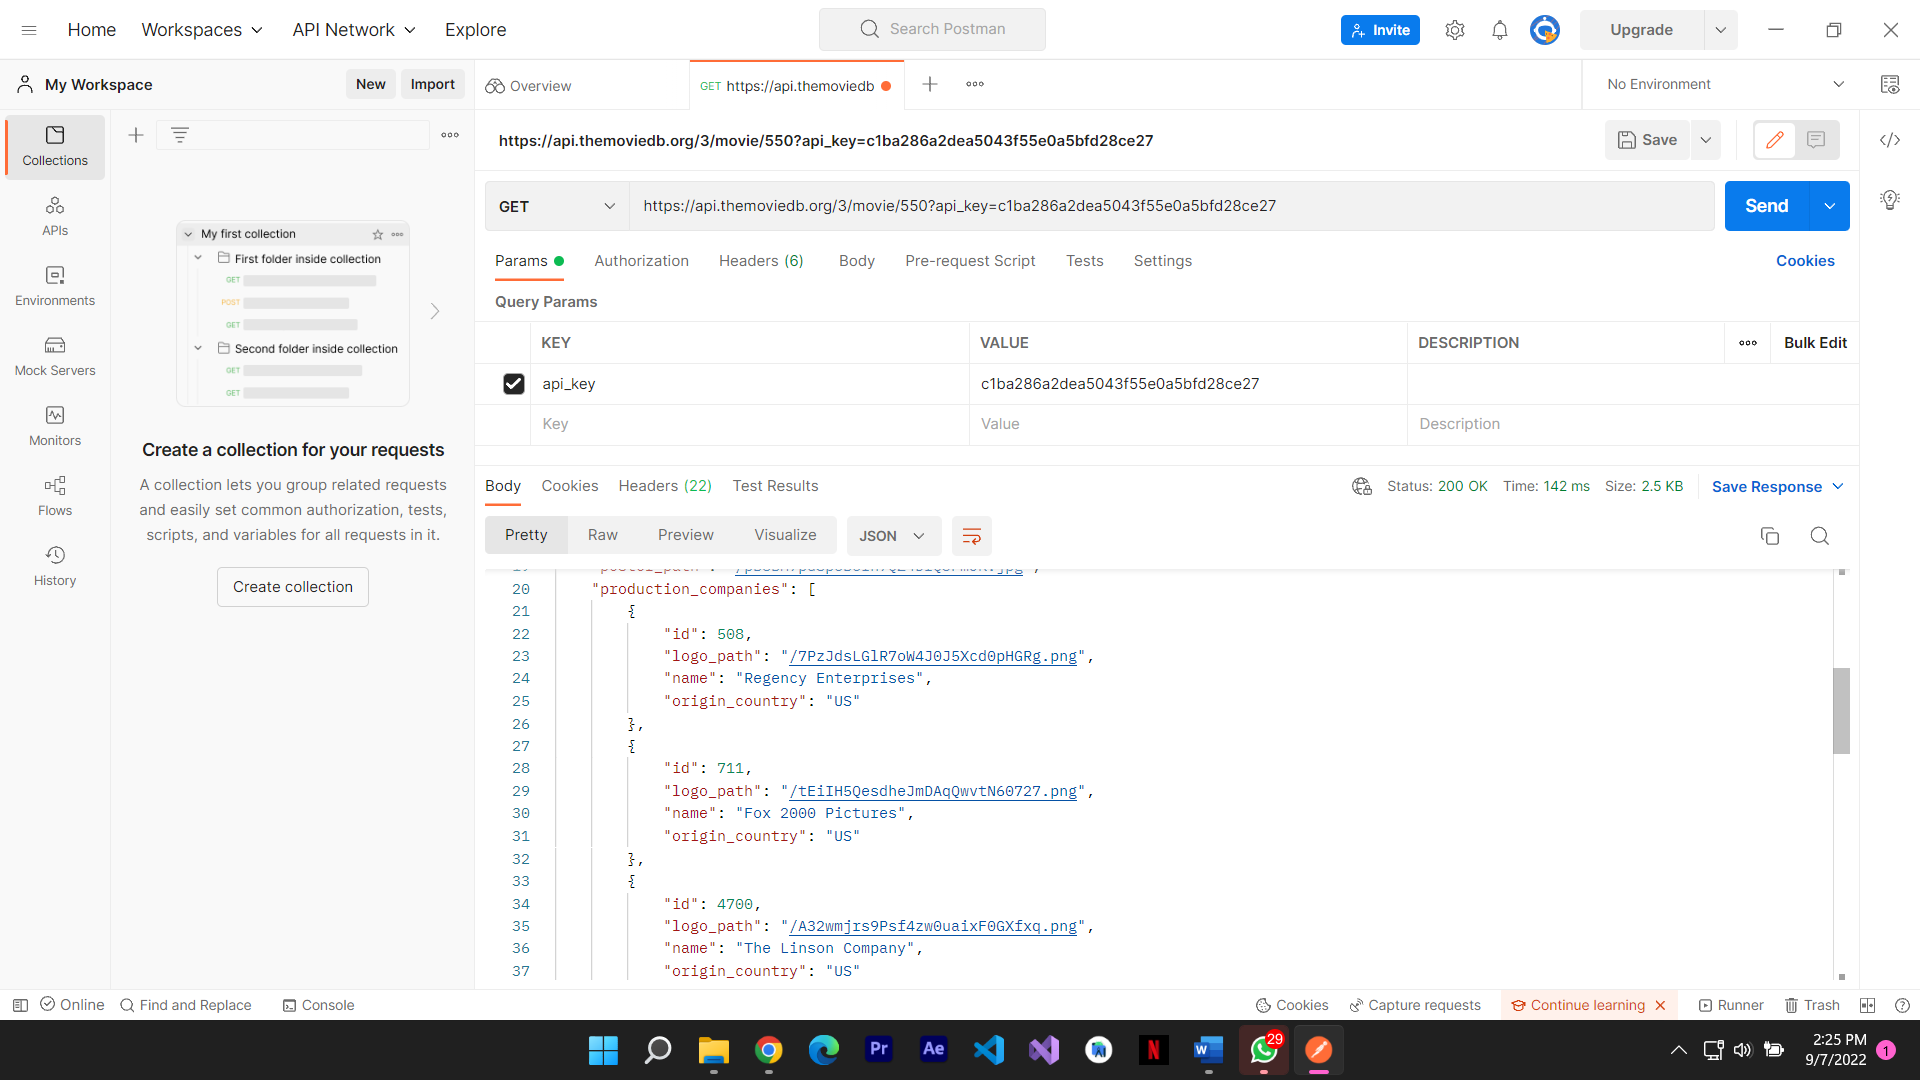 Home Workspaces API Network Explore Search Postman Invite Upgrade
My Workspace New Import
Overview GET https://api.themoviedb No Environment
https://api.themoviedb.org/3/movie/550?api_key=c1ba286a2dea5043f55e0a5bfd28ce27 Save
GET https://api.themoviedb.org/3/movie/550?api_key=c1ba286a2dea5043f55e0a5bfd28ce27 Send
Params Authorization Headers (6) Body Pre-request Script Tests Settings Cookies
Query Params
KEY VALUE DESCRIPTION Bulk Edit
api_key c1ba286a2dea5043f55e0a5bfd28ce27
Key Value Description
Collections
APIs
Environments
Mock Servers
Monitors
Flows
History
My first collection
First folder inside collection
GET
POST
GET
Second folder inside collection
GET
GET
Create a collection for your requests
A collection lets you group related requests
and easily set common authorization, tests,
scripts, and variables for all requests in it.
Create collection
Body Cookies Headers (22) Test Results Status: 200 OK Time: 142 ms Size: 2.5 KB Save Response
Pretty Raw Preview Visualize JSON
20 "production_companies": [
21 {
22 "id": 508,
23 "logo_path": "/7PzJdsLGlR7oW4J0J5Xcd0pHGRg.png",
24 "name": "Regency Enterprises",
25 "origin_country": "US"
26 },
27 {
28 "id": 711,
29 "logo_path": "/tEiIH5QesdheJmDAqQwvtN60727.png",
30 "name": "Fox 2000 Pictures",
31 "origin_country": "US"
32 },
33 {
34 "id": 4700,
35 "logo_path": "/A32wmjrs9Psf4zw0uaixF0GXfxq.png",
36 "name": "The Linson Company",
37 "origin_country": "US"
Online Find and Replace Console Cookies Capture requests Continue learning Runner Trash
Pr Ae N W 29
2:25 PM
9/7/2022 1